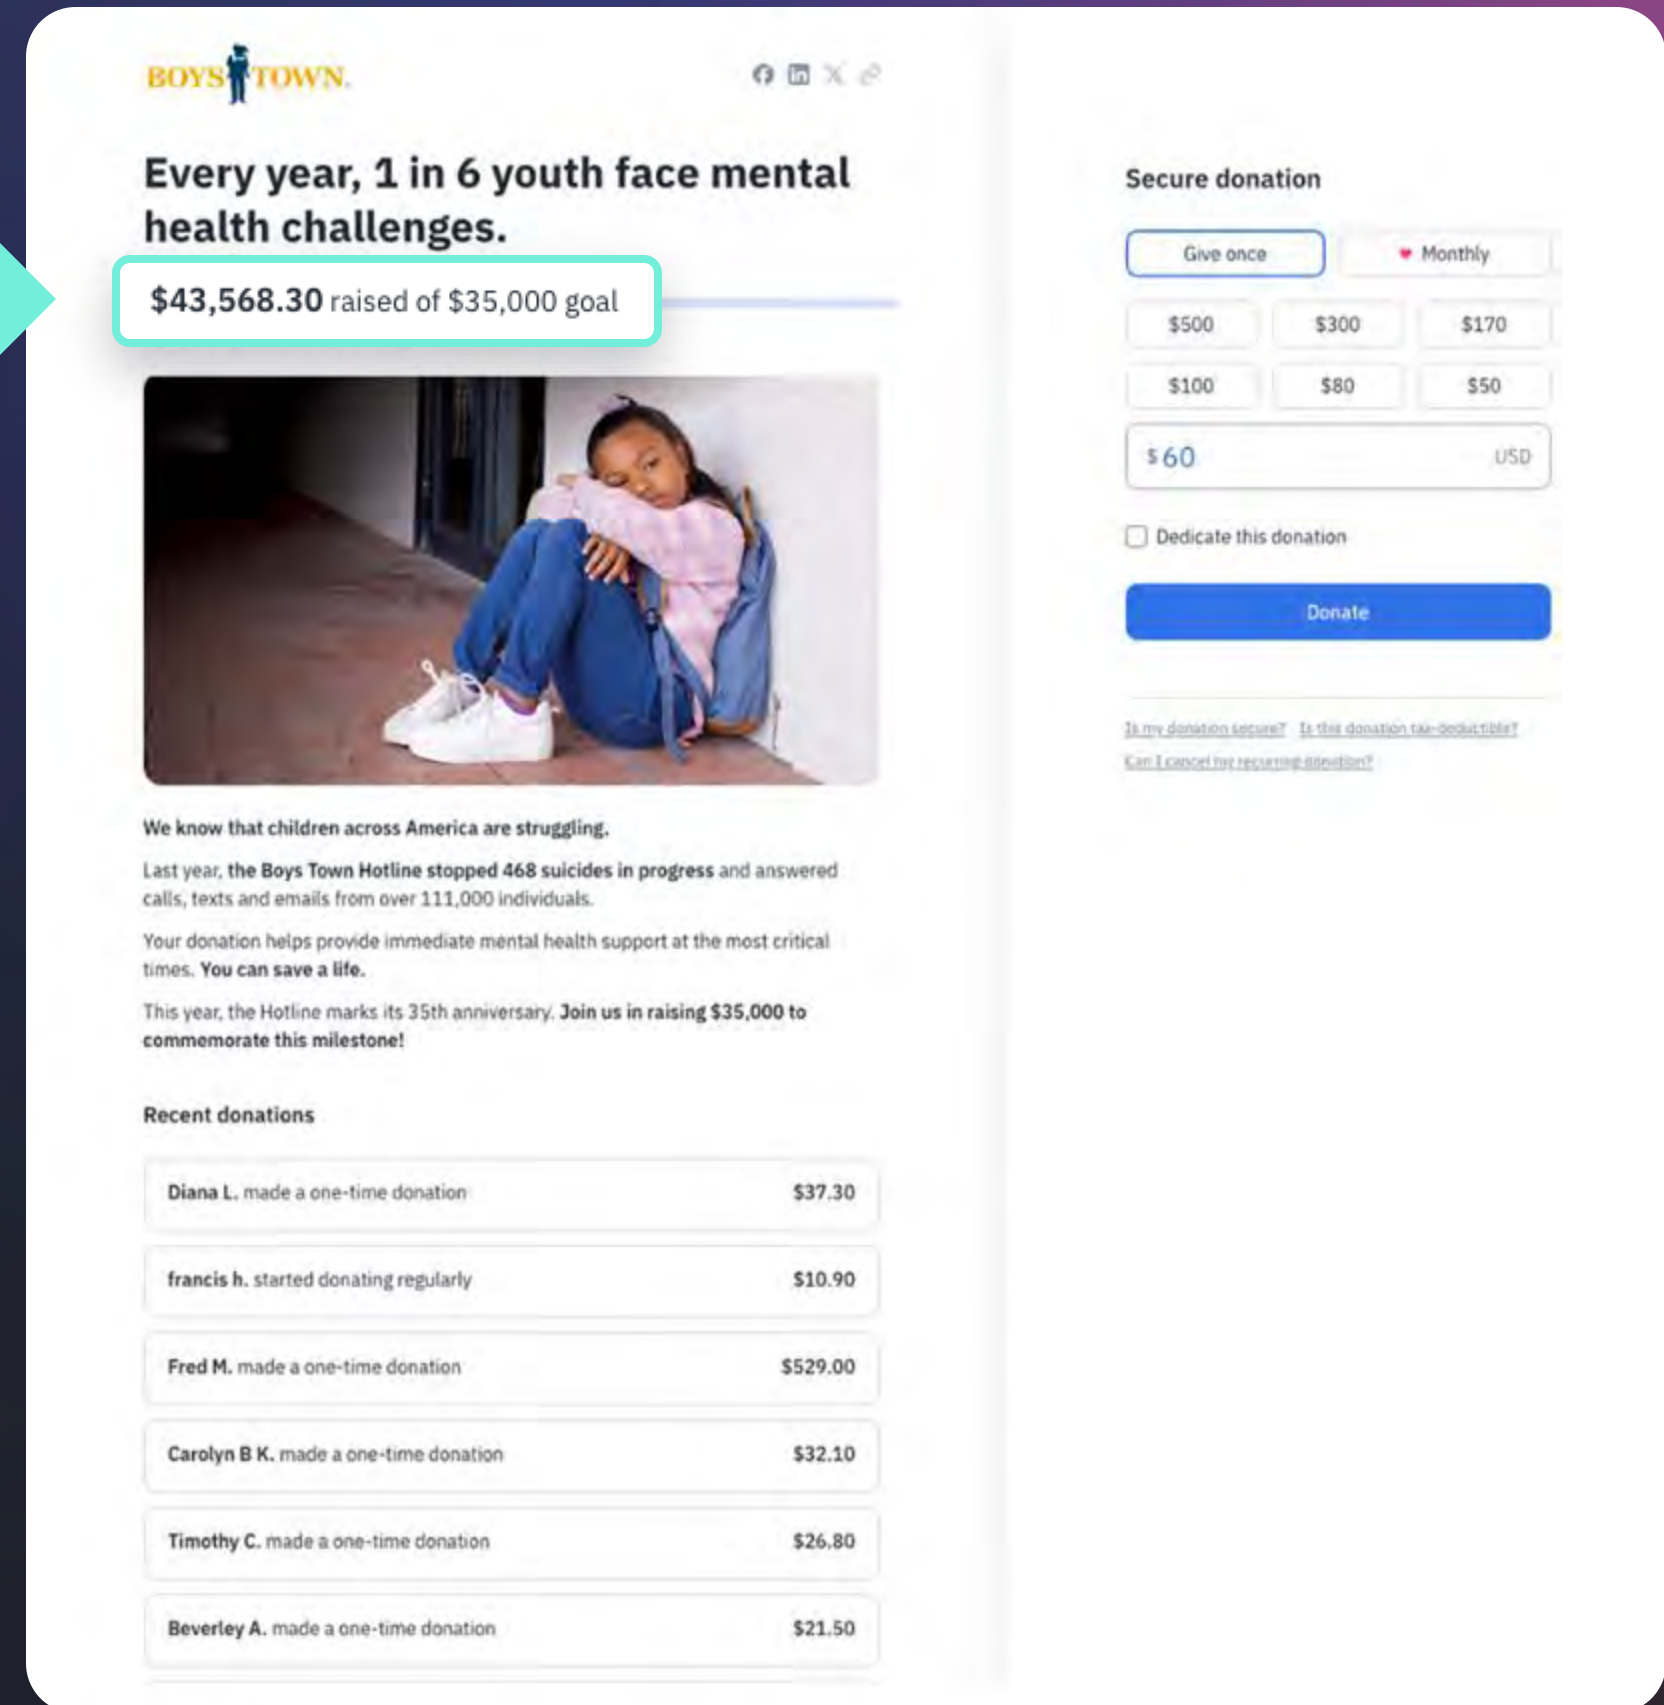 BOYS TOWN.
Every year, 1 in 6 youth face mental
health challenges.
$43,568.30 raised of $35,000 goal
We know that children across America are struggling.
Last year, the Boys Town Hotline stopped 468 suicides in progress and answered
calls, texts and emails from over 111,000 individuals.
Your donation helps provide immediate mental health support at the most critical
times. You can save a life.
This year, the Hotline marks its 35th anniversary. Join us in raising $35,000 to
commemorate this milestone!
Recent donations
Diana L. made a one-time donation $37.30
francis h. started donating regularly $10.90
Fred M. made a one-time donation $529.00
Carolyn B K. made a one-time donation $32.10
Timothy C. made a one-time donation $26.80
Beverley A. made a one-time donation $21.50
Secure donation
Give once ♥ Monthly
$500 $300 $170
$100 $80 $50
$ 60 USD
Dedicate this donation
Donate
Is my donation secure? Is this donation tax-deductible?
Can I cancel my recurring donation?